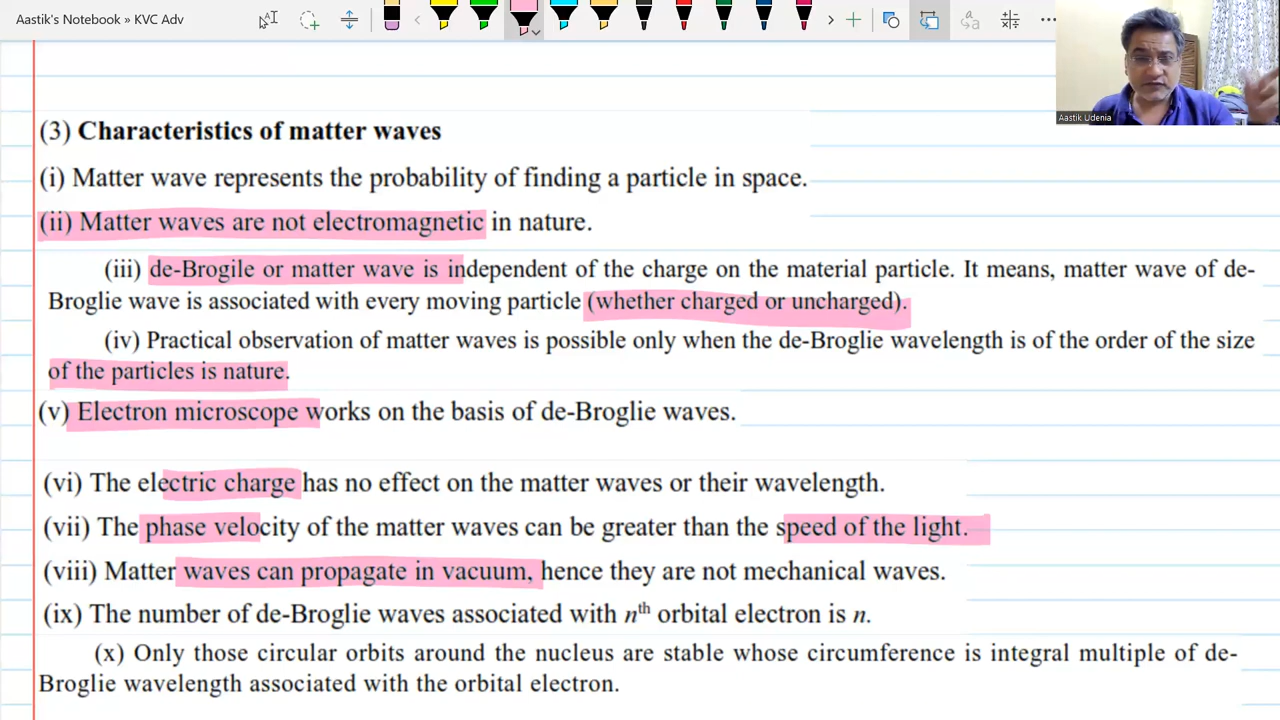 Aastik's Notebook » KVC Adv
Aastik Udenia
(3) Characteristics of matter waves
(i) Matter wave represents the probability of finding a particle in space.
(ii) Matter waves are not electromagnetic in nature.
(iii) de-Brogile or matter wave is independent of the charge on the material particle. It means, matter wave of de-
Broglie wave is associated with every moving particle (whether charged or uncharged).
(iv) Practical observation of matter waves is possible only when the de-Broglie wavelength is of the order of the size
of the particles is nature.
(v) Electron microscope works on the basis of de-Broglie waves.
(vi) The electric charge has no effect on the matter waves or their wavelength.
(vii) The phase velocity of the matter waves can be greater than the speed of the light.
(viii) Matter waves can propagate in vacuum, hence they are not mechanical waves.
(ix) The number of de-Broglie waves associated with nth orbital electron is n.
(x) Only those circular orbits around the nucleus are stable whose circumference is integral multiple of de-
Broglie wavelength associated with the orbital electron.